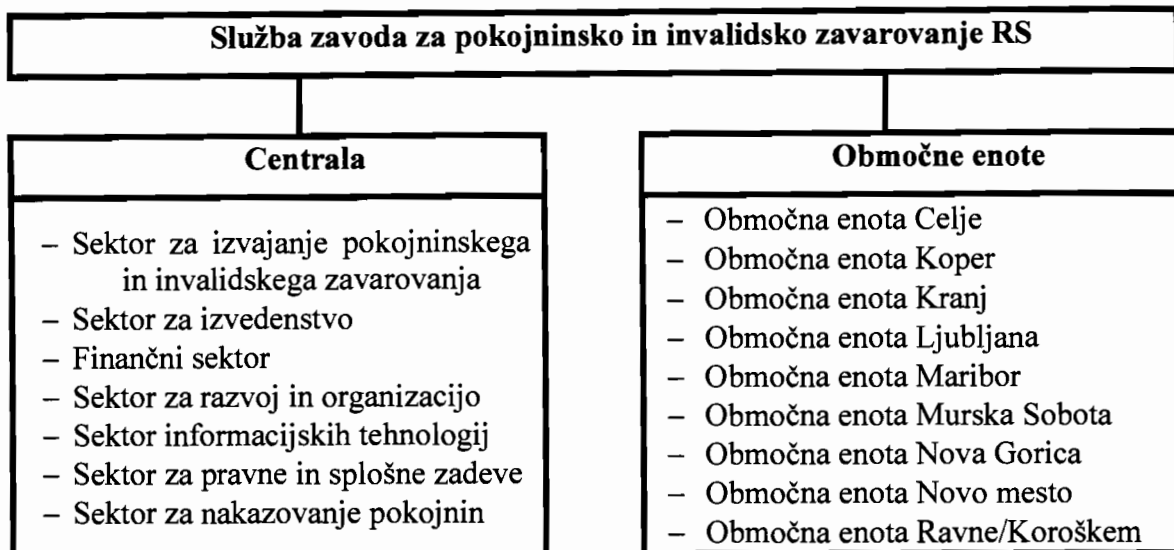 Služba zavoda za pokojninsko in invalidsko zavarovanje RS
Centrala
– Sektor za izvajanje pokojninskega
in invalidskega zavarovanja
– Sektor za izvedenstvo
– Finančni sektor
– Sektor za razvoj in organizacijo
– Sektor informacijskih tehnologij
– Sektor za pravne in splošne zadeve
– Sektor za nakazovanje pokojnin
Območne enote
– Območna enota Celje
– Območna enota Koper
– Območna enota Kranj
– Območna enota Ljubljana
– Območna enota Maribor
– Območna enota Murska Sobota
– Območna enota Nova Gorica
– Območna enota Novo mesto
– Območna enota Ravne/Koroškem